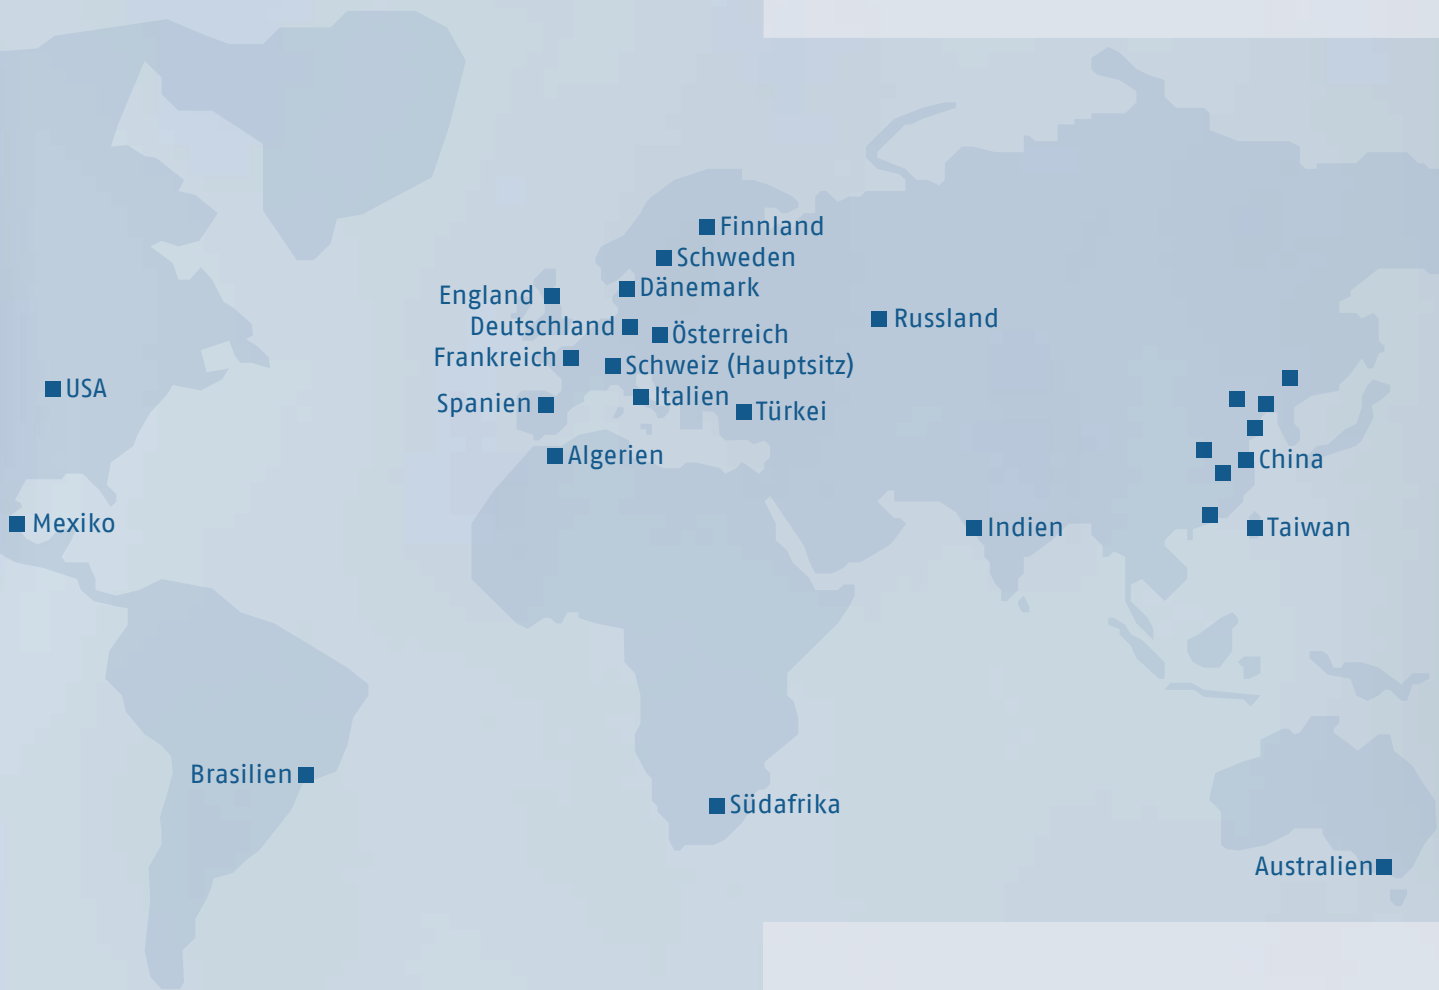 Finnland
Schweden
Dänemark
England
Deutschland
Österreich
Russland
Frankreich
Schweiz (Hauptsitz)
USA
Italien
Spanien
Türkei
Algerien
China
Mexiko
Indien
Taiwan
Brasilien
Südafrika
Australien